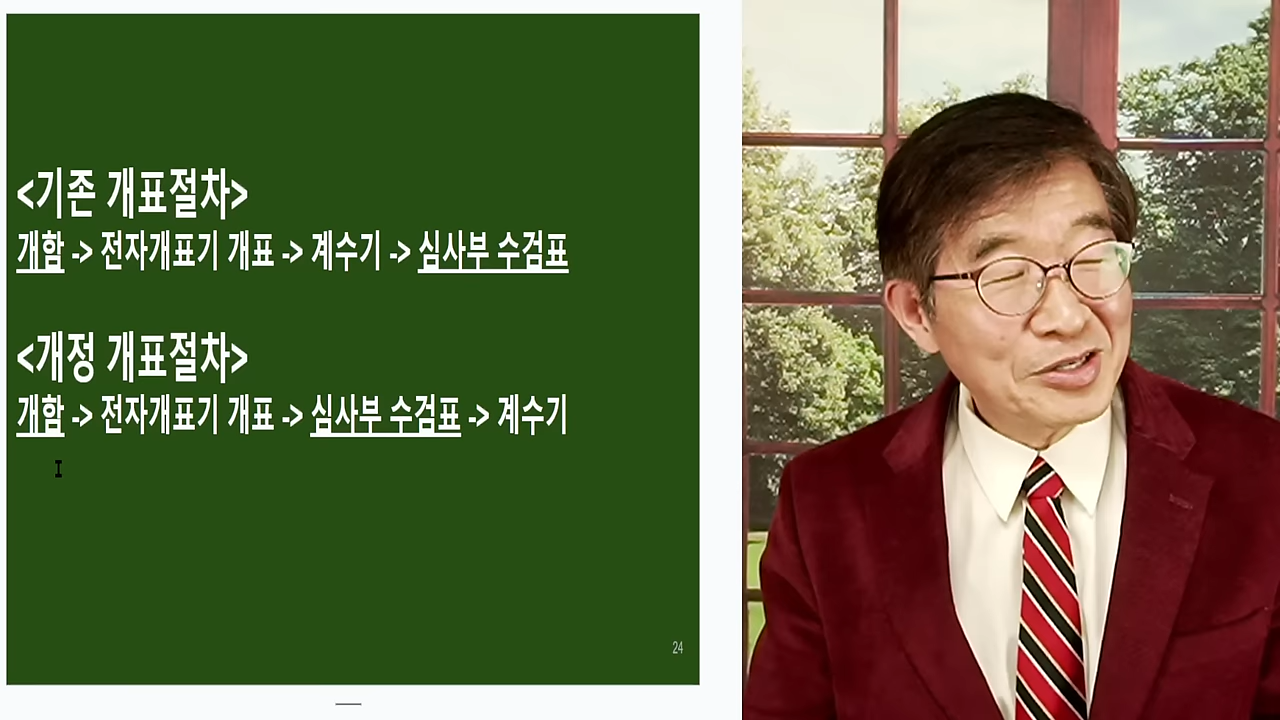 <기존 개표절차>
개함 -> 전자개표기 개표 -> 계수기 -> 심사부 수검표
<개정 개표절차>
개함 -> 전자개표기 개표 -> 심사부 수검표 -> 계수기
24